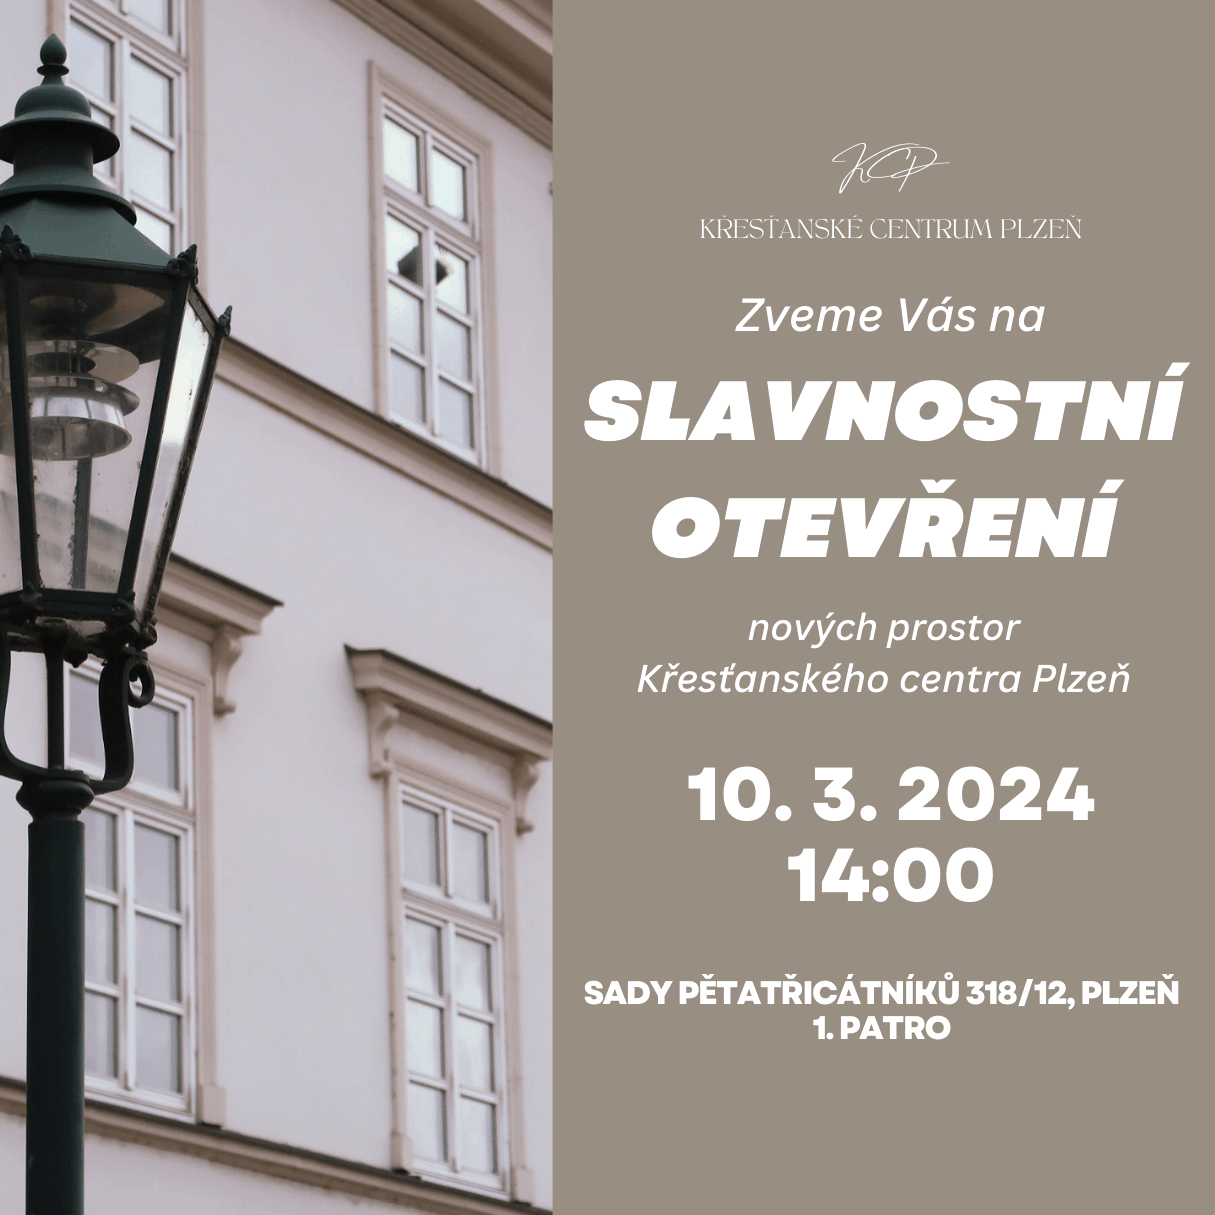 KCP
KŘESŤANSKÉ CENTRUM PLZEŇ
Zveme Vás na
SLAVNOSTNÍ
OTEVŘENÍ
nových prostor
Křesťanského centra Plzeň
10. 3. 2024
14:00
SADY PĚTATŘICÁTNÍKŮ 318/12, PLZEŇ
1. PATRO